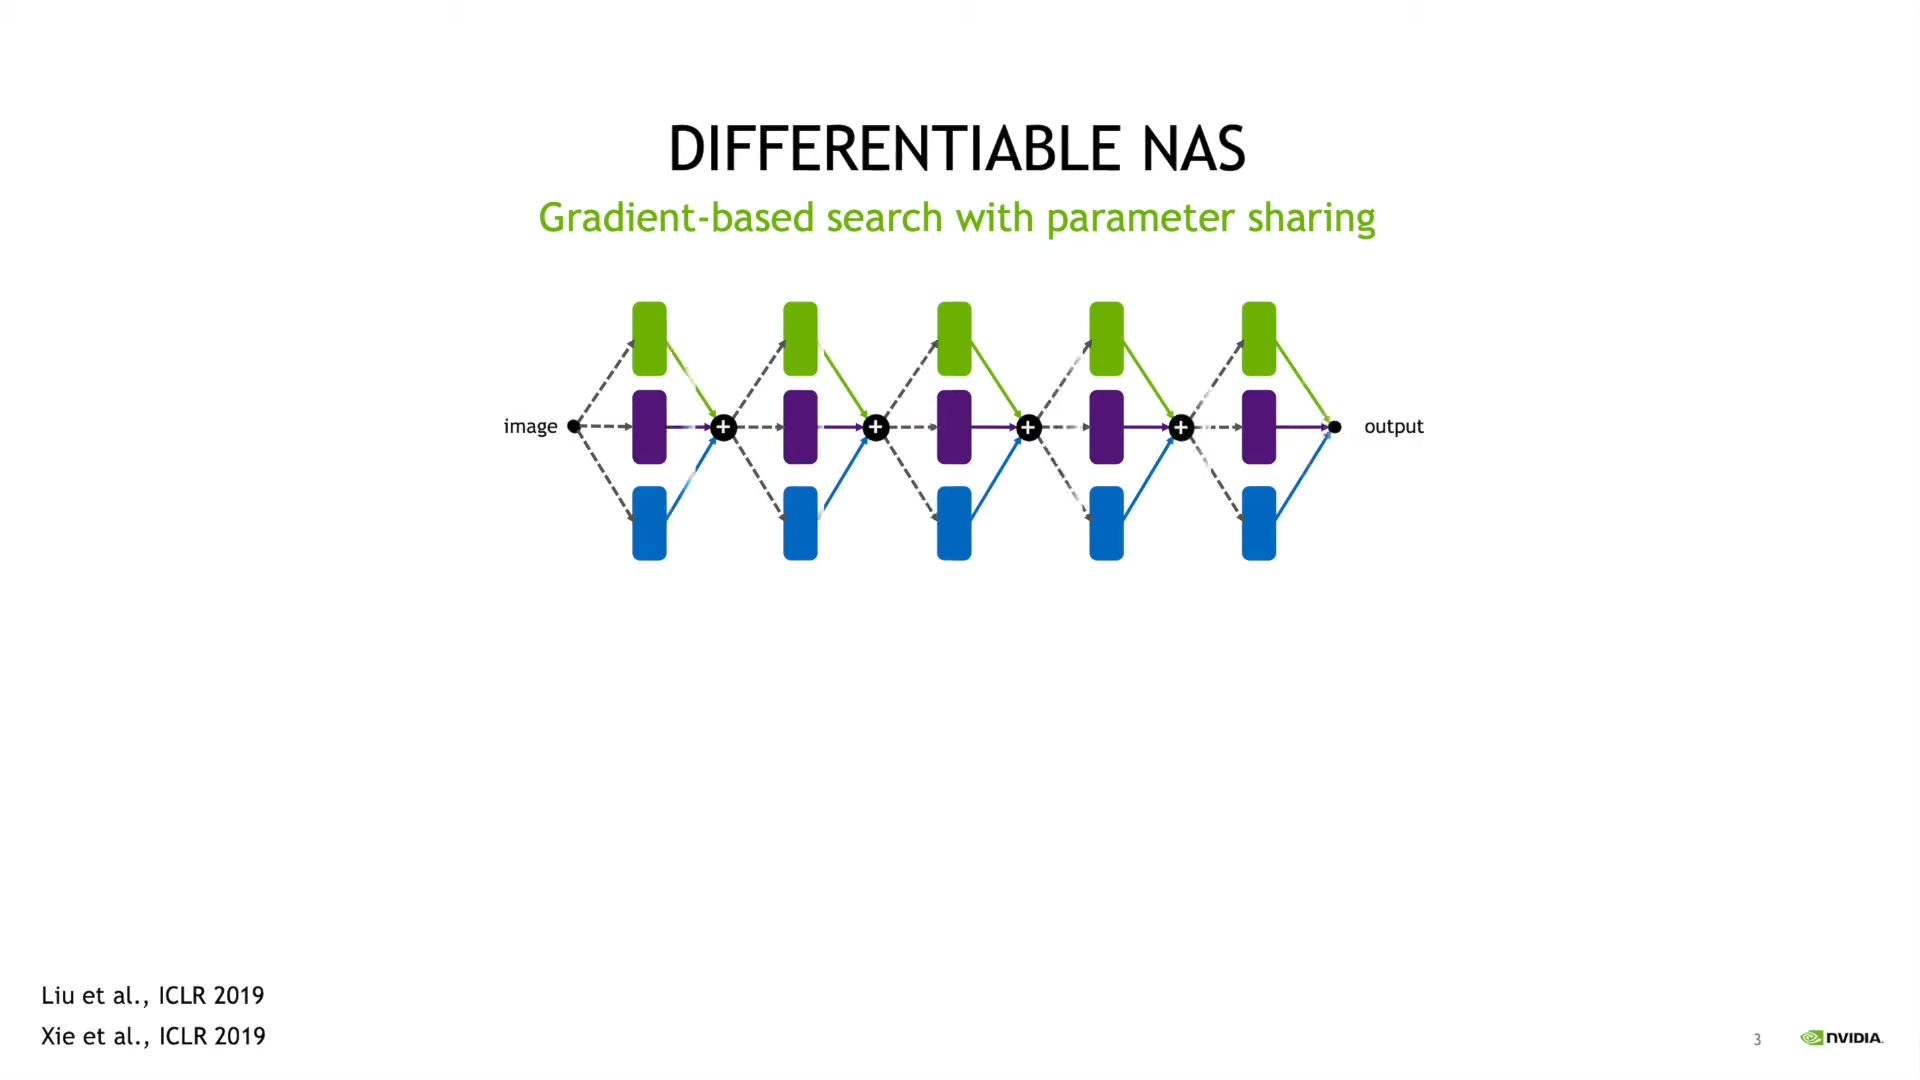 DIFFERENTIABLE NAS
Gradient-based search with parameter sharing
image
output
Liu et al., ICLR 2019
Xie et al., ICLR 2019
3
NVIDIA.